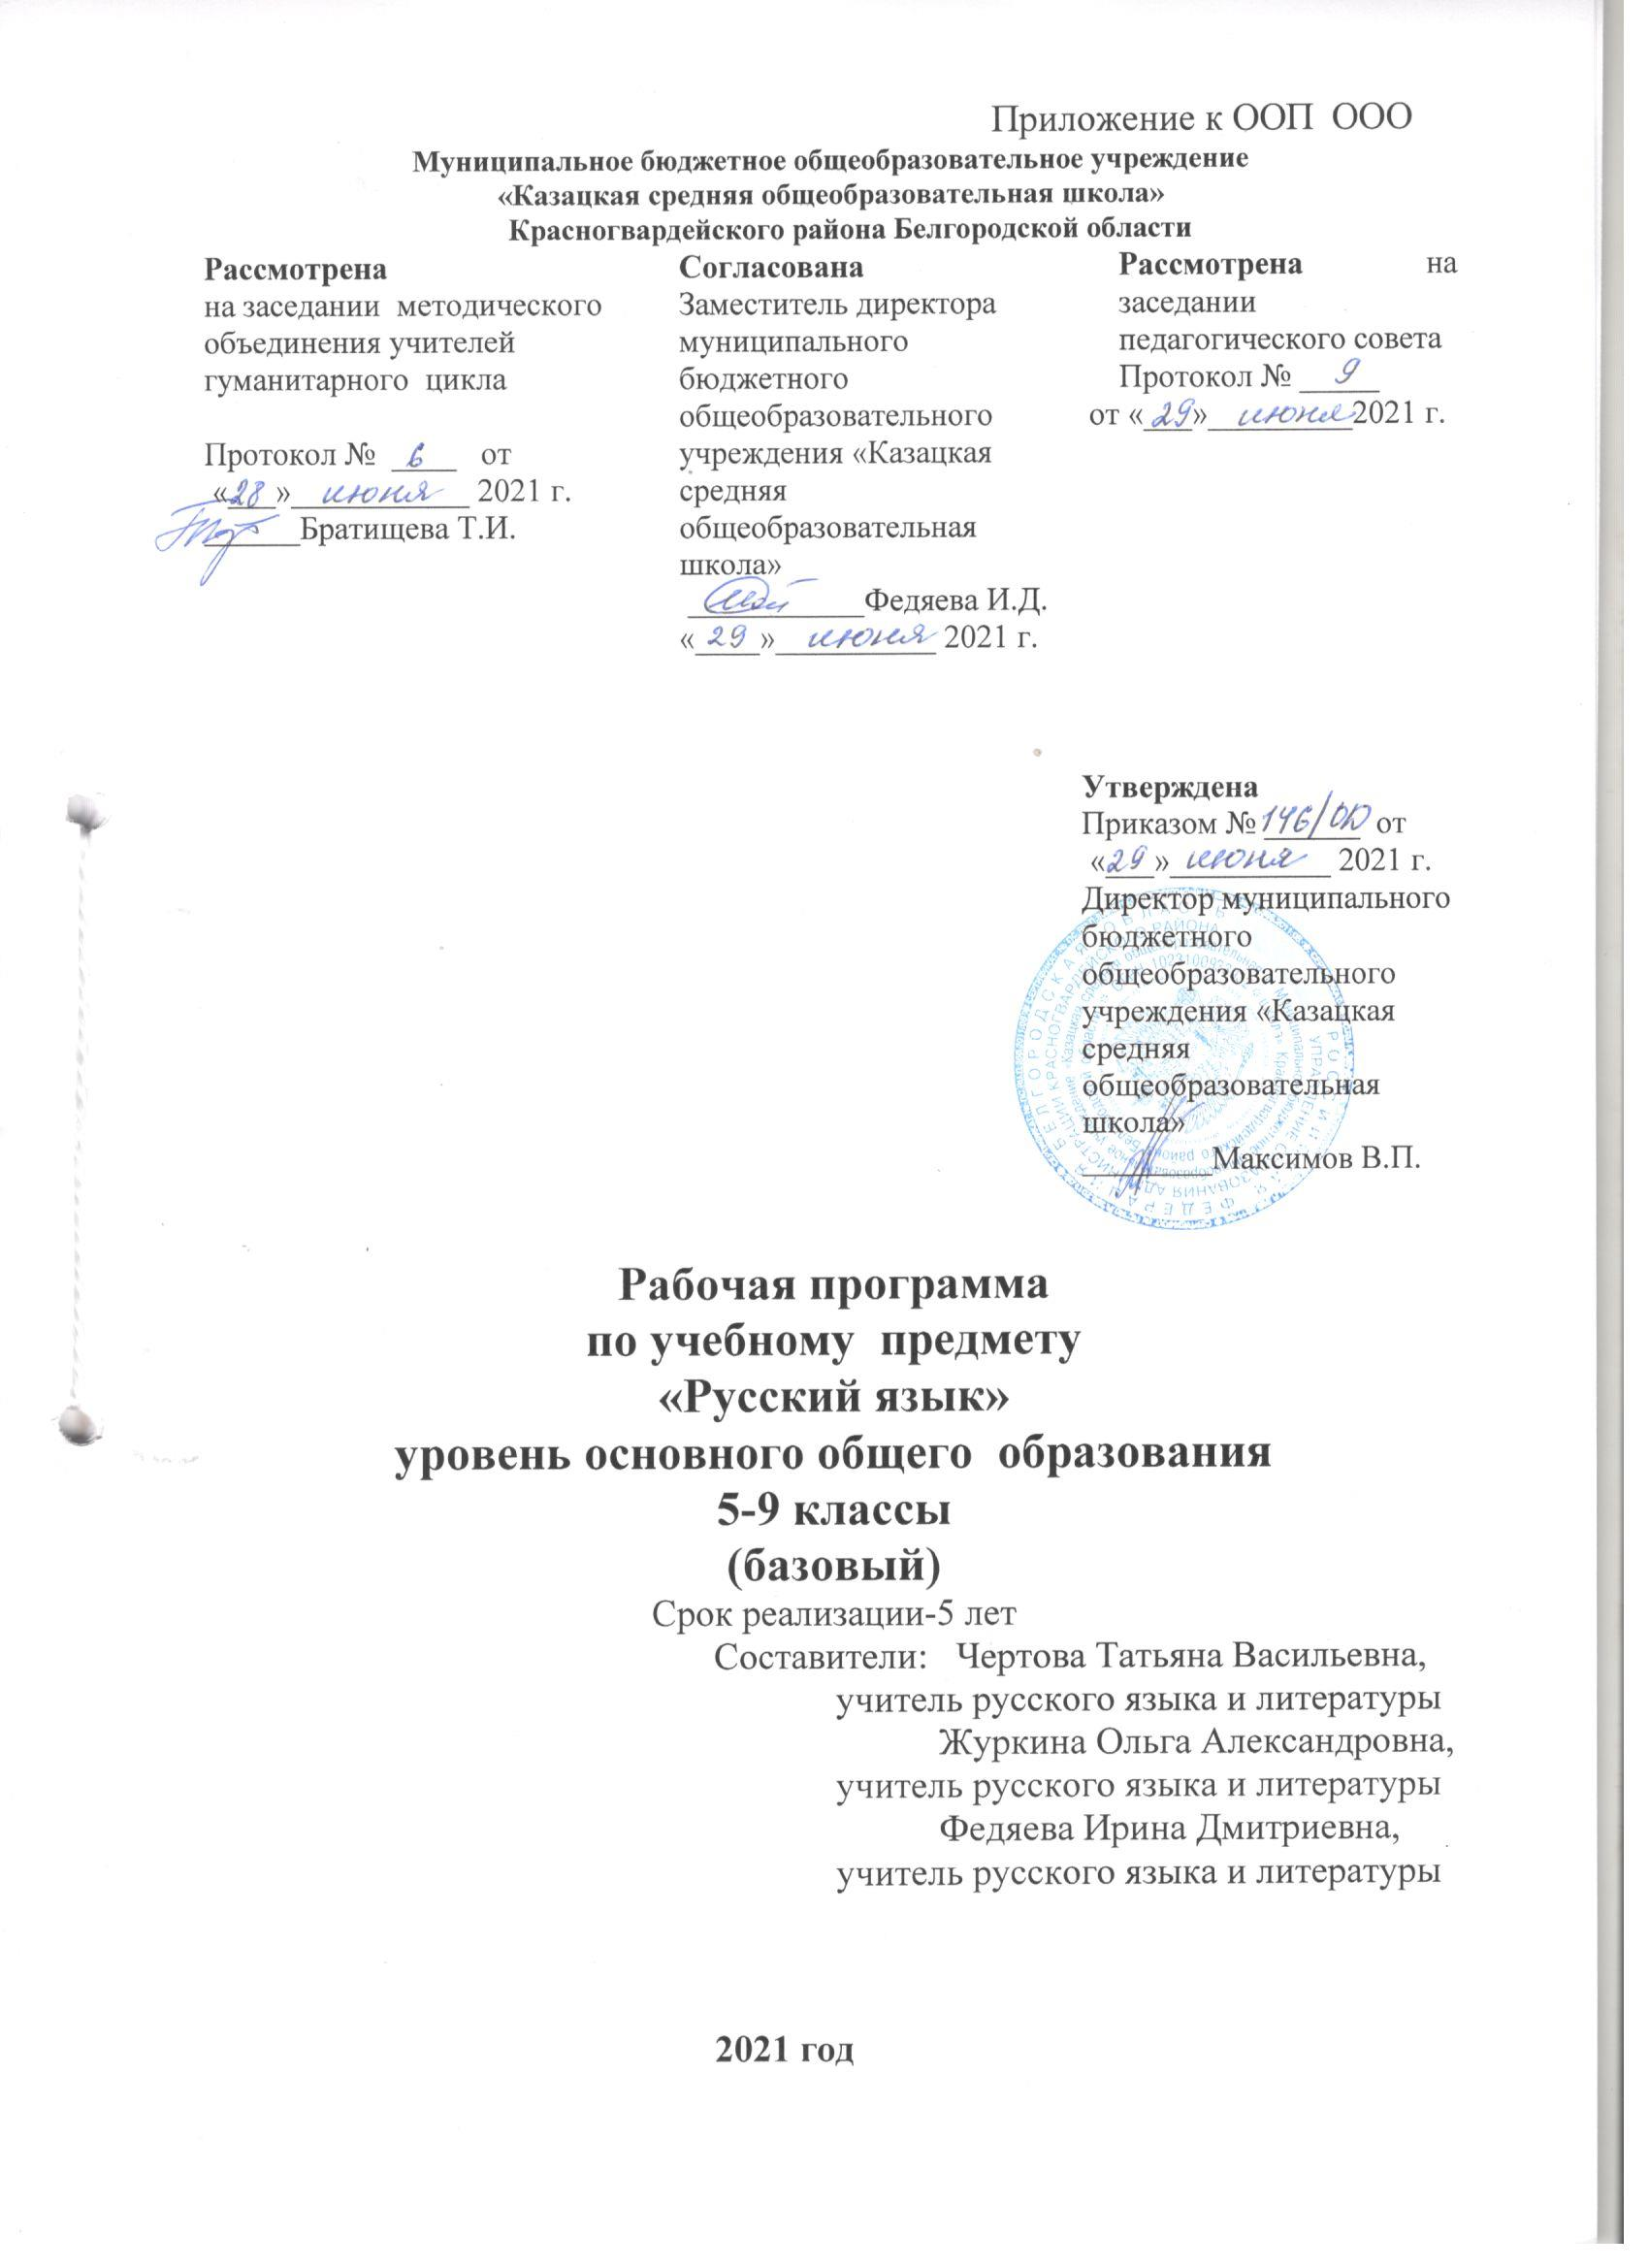 Приложение к ООП  ООО
Муниципальное бюджетное общеобразовательное учреждение
«Казацкая средняя общеобразовательная школа»
Красногвардейского района Белгородской области
Рассмотрена
на заседании  методического
объединения учителей
гуманитарного  цикла
Протокол № 6 от
«28» июня 2021 г.
Братищева Т.И.
Согласована
Заместитель директора
муниципального
бюджетного
общеобразовательного
учреждения «Казацкая
средняя
общеобразовательная
школа»
Федяева И.Д.
«29» июня 2021 г.
Рассмотрена на
заседании
педагогического совета
Протокол № 9
от «29» июня 2021 г.
Утверждена
Приказом № 146/ОД от
«29» июня 2021 г.
Директор муниципального
бюджетного
общеобразовательного
учреждения «Казацкая
средняя
общеобразовательная
школа»
Максимов В.П.
Рабочая программа
по учебному  предмету
«Русский язык»
уровень основного общего  образования
5-9 классы
(базовый)
Срок реализации-5 лет
Составители:   Чертова Татьяна Васильевна,
учитель русского языка и литературы
Журкина Ольга Александровна,
учитель русского языка и литературы
Федяева Ирина Дмитриевна,
учитель русского языка и литературы
2021 год